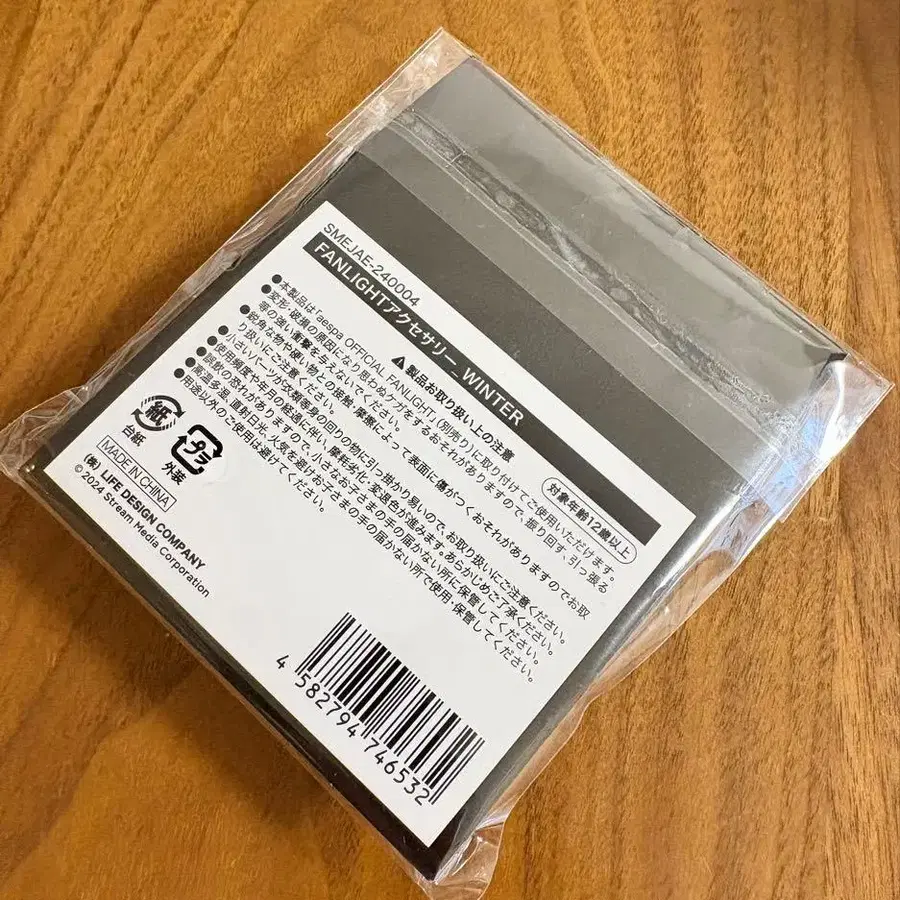 SMEJAE-240004
FANLIGHTアクセサリー_WINTER
⚠製品お取り扱い上の注意
対象年齢12歳以上
●本製品は「aespa OFFICIAL FANLIGHT」(別売り)に取り付けてご使用いただけます。
●変形・破損の原因になり思わぬケガをするおそれがありますので、振り回す、引っ張る
等の強い衝撃を与えないでください。
●鋭角な物や硬い物との接触・摩擦によって表面に傷がつくおそれがありますのでお取
り扱いにご注意ください。
●小さいパーツが衣類等身の回りの物に引っ掛かり易いので、お取り扱いにご注意ください。
●使用頻度や年月の経過に伴い、摩耗劣化・変退色が進みます。あらかじめご了承ください。
●誤飲の恐れがありますので、小さなお子さまの手の届かない所に保管してください。
●高温多湿、直射日光、火気を避けお子さまの手の届かない所で使用・保管してください。
●用途以外のご使用は避けてください。
紙
台紙
プラ
外装
MADE IN CHINA
(株) LIFE DESIGN COMPANY
© 2024 Stream Media Corporation
4 582794 746532